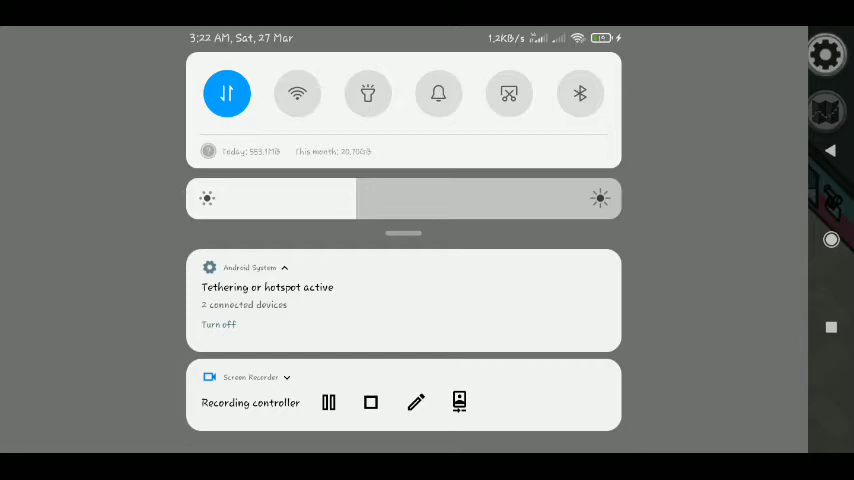 3:22 AM, Sat, 27 Mar
1.2KB/s
Today: 553.1MB This month: 20.70GB
Android System
Tethering or hotspot active
2 connected devices
Turn off
Screen Recorder
Recording controller